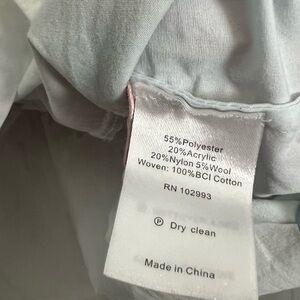 55%Polyester
20%Acrylic
20%Nylon 5%Wool
Woven: 100%BCI Cotton
RN 102993
Ⓟ Dry clean
Made in China